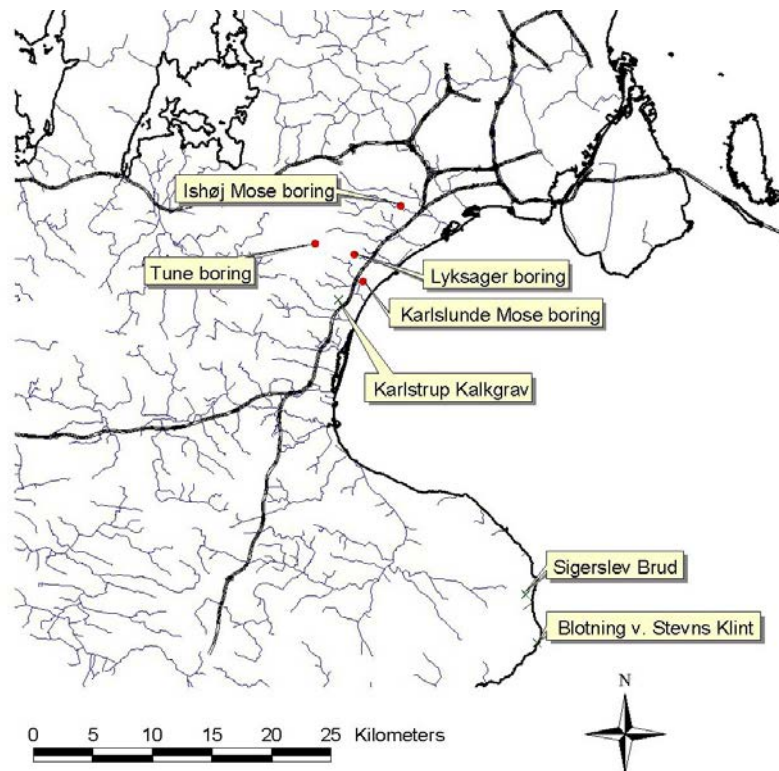 Ishøj Mose boring
Tune boring
Lyksager boring
Karlslunde Mose boring
Karlstrup Kalkgrav
Sigerslev Brud
Blotning v. Stevns Klint
N
0 5 10 15 20 25 Kilometers